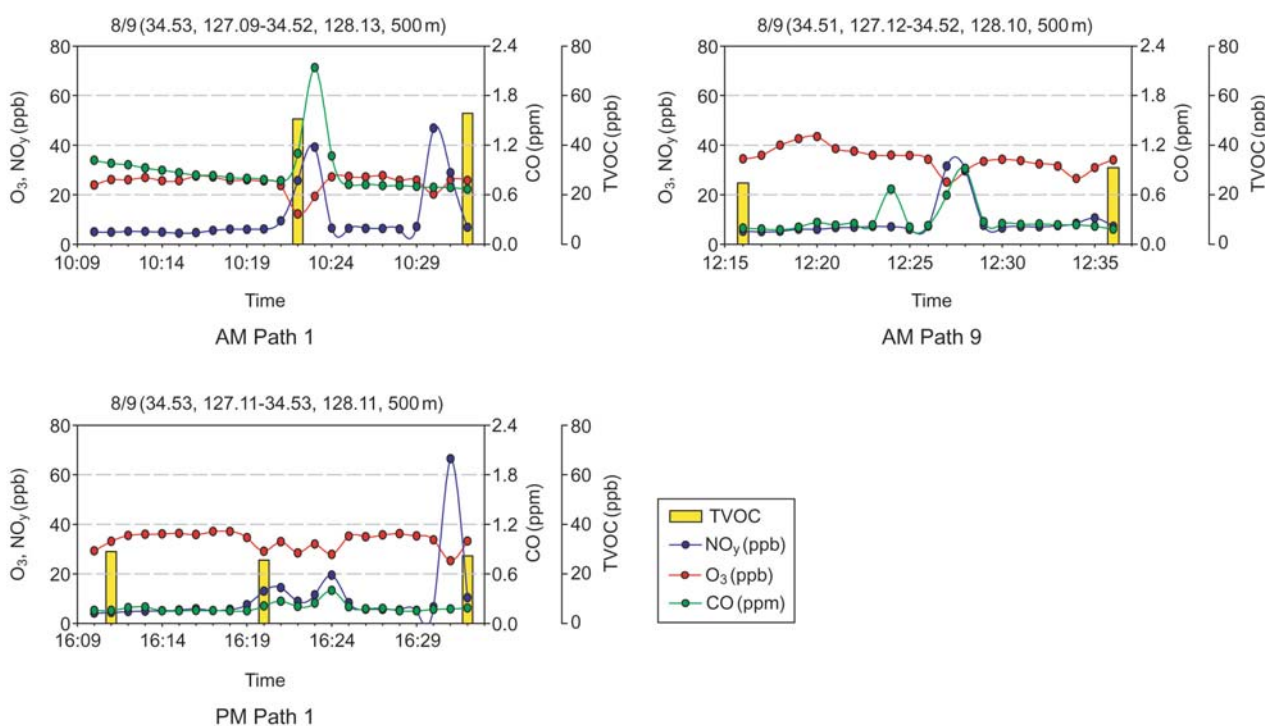 8/9 (34.53, 127.09-34.52, 128.13, 500 m)
80
60
40
20
0
O3, NOy (ppb)
2.4
1.8
1.2
0.6
0.0
CO (ppm)
80
60
40
20
0
TVOC (ppb)
10:09 10:14 10:19 10:24 10:29
Time
AM Path 1
8/9 (34.51, 127.12-34.52, 128.10, 500 m)
80
60
40
20
0
O3, NOy (ppb)
2.4
1.8
1.2
0.6
0.0
CO (ppm)
80
60
40
20
0
TVOC (ppb)
12:15 12:20 12:25 12:30 12:35
Time
AM Path 9
8/9 (34.53, 127.11-34.53, 128.11, 500 m)
80
60
40
20
0
O3, NOy (ppb)
2.4
1.8
1.2
0.6
0.0
CO (ppm)
80
60
40
20
0
TVOC (ppb)
16:09 16:14 16:19 16:24 16:29
Time
PM Path 1
TVOC
NOy (ppb)
O3 (ppb)
CO (ppm)